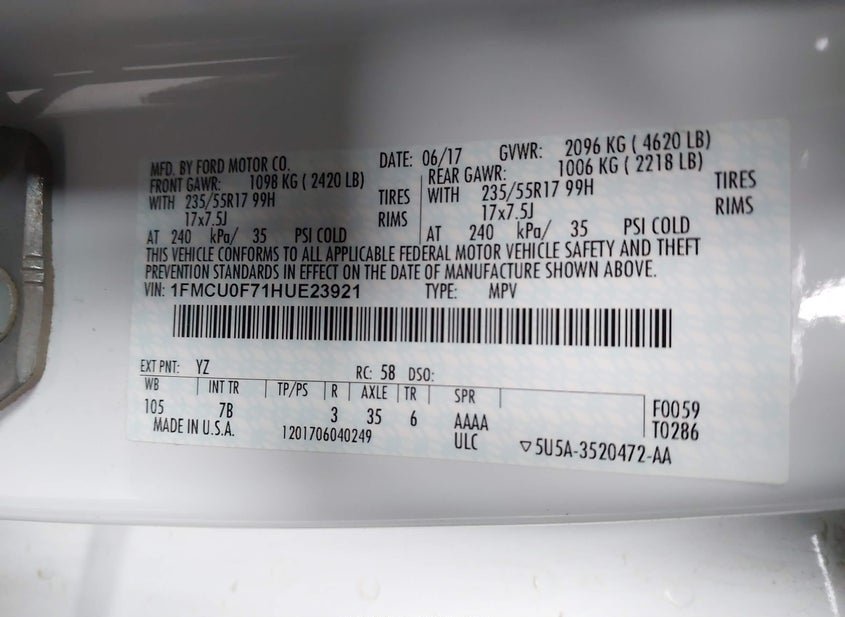 MFD. BY FORD MOTOR CO. DATE: 06/17 GVWR: 2096 KG ( 4620 LB)
FRONT GAWR: 1098 KG ( 2420 LB) REAR GAWR: 1006 KG ( 2218 LB)
WITH 235/55R17 99H TIRES WITH 235/55R17 99H TIRES
17x7.5J RIMS 17x7.5J RIMS
AT 240 kPa/ 35 PSI COLD AT 240 kPa/ 35 PSI COLD
THIS VEHICLE CONFORMS TO ALL APPLICABLE FEDERAL MOTOR VEHICLE SAFETY AND THEFT
PREVENTION STANDARDS IN EFFECT ON THE DATE OF MANUFACTURE SHOWN ABOVE.
VIN: 1FMCU0F71HUE23921 TYPE: MPV
EXT PNT: YZ RC: 58 DSO:
WB INT TR TP/PS R AXLE TR SPR
105 7B 3 35 6 AAAA F0059
MADE IN U.S.A. 1201706040249 ULC T0286
▽5U5A-3520472-AA